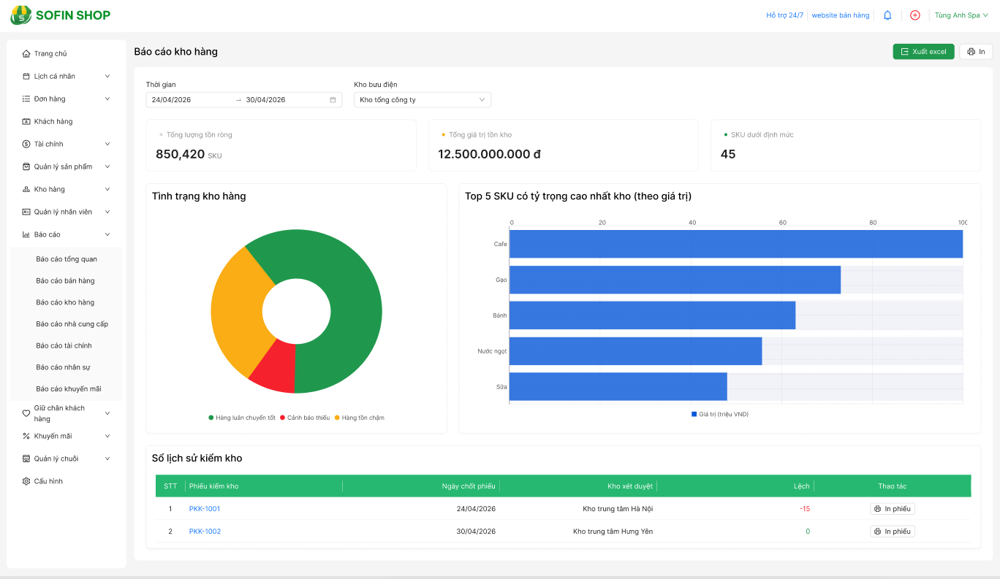 SOFIN SHOP
Hỗ trợ 24/7
website bán hàng
Tùng Anh Spa
Trang chủ
Lịch cá nhân
Đơn hàng
Khách hàng
Tài chính
Quản lý sản phẩm
Kho hàng
Quản lý nhân viên
Báo cáo
Báo cáo tổng quan
Báo cáo bán hàng
Báo cáo kho hàng
Báo cáo nhà cung cấp
Báo cáo tài chính
Báo cáo nhân sự
Báo cáo khuyến mãi
Giữ chân khách
hàng
Khuyến mãi
Quản lý chuỗi
Cấu hình
Báo cáo kho hàng
Xuất excel
In
Thời gian
Kho bưu điện
24/04/2026 → 30/04/2026
Kho tổng công ty
Tổng lượng tồn ròng
850,420 SKU
Tổng giá trị tồn kho
12.500.000.000 đ
SKU dưới định mức
45
Tình trạng kho hàng
Hàng luân chuyển tốt Cảnh báo thiếu Hàng tồn chậm
Top 5 SKU có tỷ trọng cao nhất kho (theo giá trị)
0 20 40 60 80 100
Cafe
Gạo
Bánh
Nước ngọt
Sữa
Giá trị (triệu VNĐ)
Sổ lịch sử kiểm kho
STT Phiếu kiểm kho Ngày chốt phiếu Kho xét duyệt Lệch Thao tác
1 PKK-1001 24/04/2026 Kho trung tâm Hà Nội -15 In phiếu
2 PKK-1002 30/04/2026 Kho trung tâm Hưng Yên 0 In phiếu